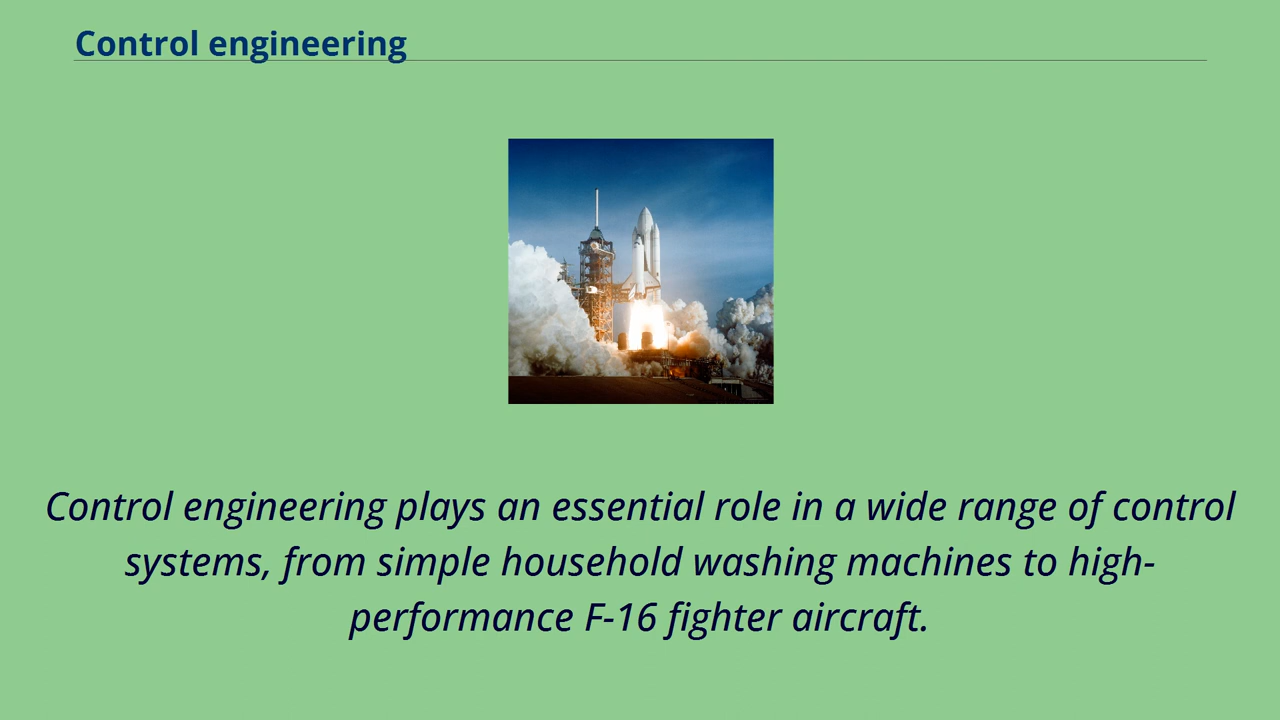 Control engineering
Control engineering plays an essential role in a wide range of control
systems, from simple household washing machines to high-
performance F-16 fighter aircraft.